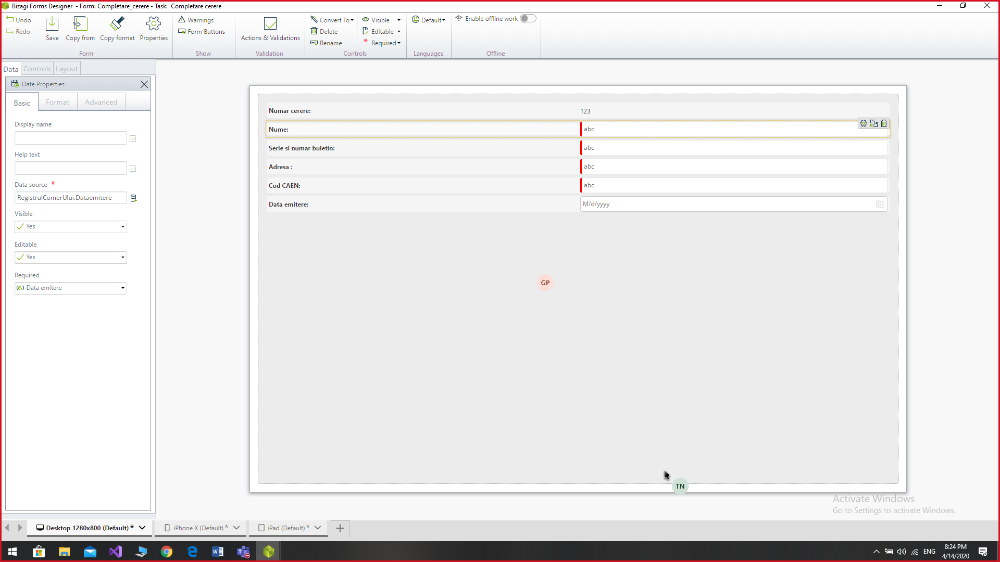 Bizagi Forms Designer - Form: Completare_cerere - Task: Completare cerere
Undo
Redo
Save
Copy from
Copy format
Properties
Form
Warnings
Form Buttons
Show
Actions & Validations
Validation
Convert To
Delete
Rename
Visible
Editable
* Required
Controls
Default
Languages
Enable offline work
Offline
Data
Controls
Layout
Date Properties
Basic
Format
Advanced
Display name
Help text
Data source *
RegistrulComerUlui.Dataemitere
Visible
Yes
Editable
Yes
Required
(ex) Data emitere
Numar cerere:
123
Nume:
abc
Serie si numar buletin:
abc
Adresa :
abc
Cod CAEN:
abc
Data emitere:
M/d/yyyy
GP
TN
Activate Windows
Go to Settings to activate Windows.
Desktop 1280x800 (Default) *
iPhone X (Default) *
iPad (Default) *
ENG
8:24 PM
4/14/2020